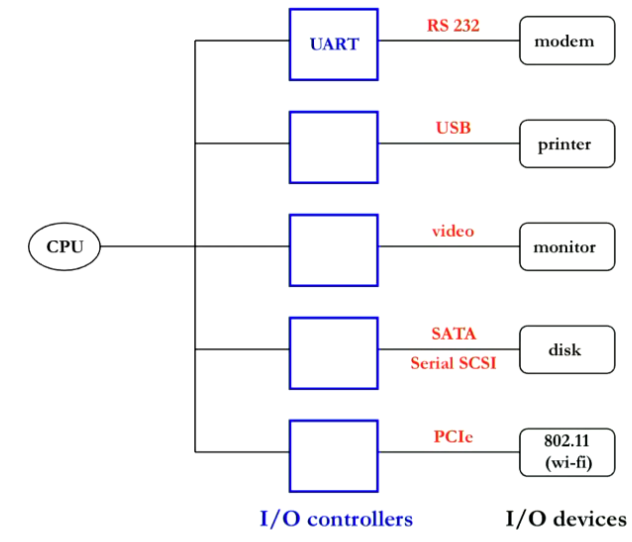 RS 232
UART
modem
USB
printer
video
CPU
monitor
SATA
disk
Serial SCSI
PCIe
802.11
(wi-fi)
I/O controllers
I/O devices